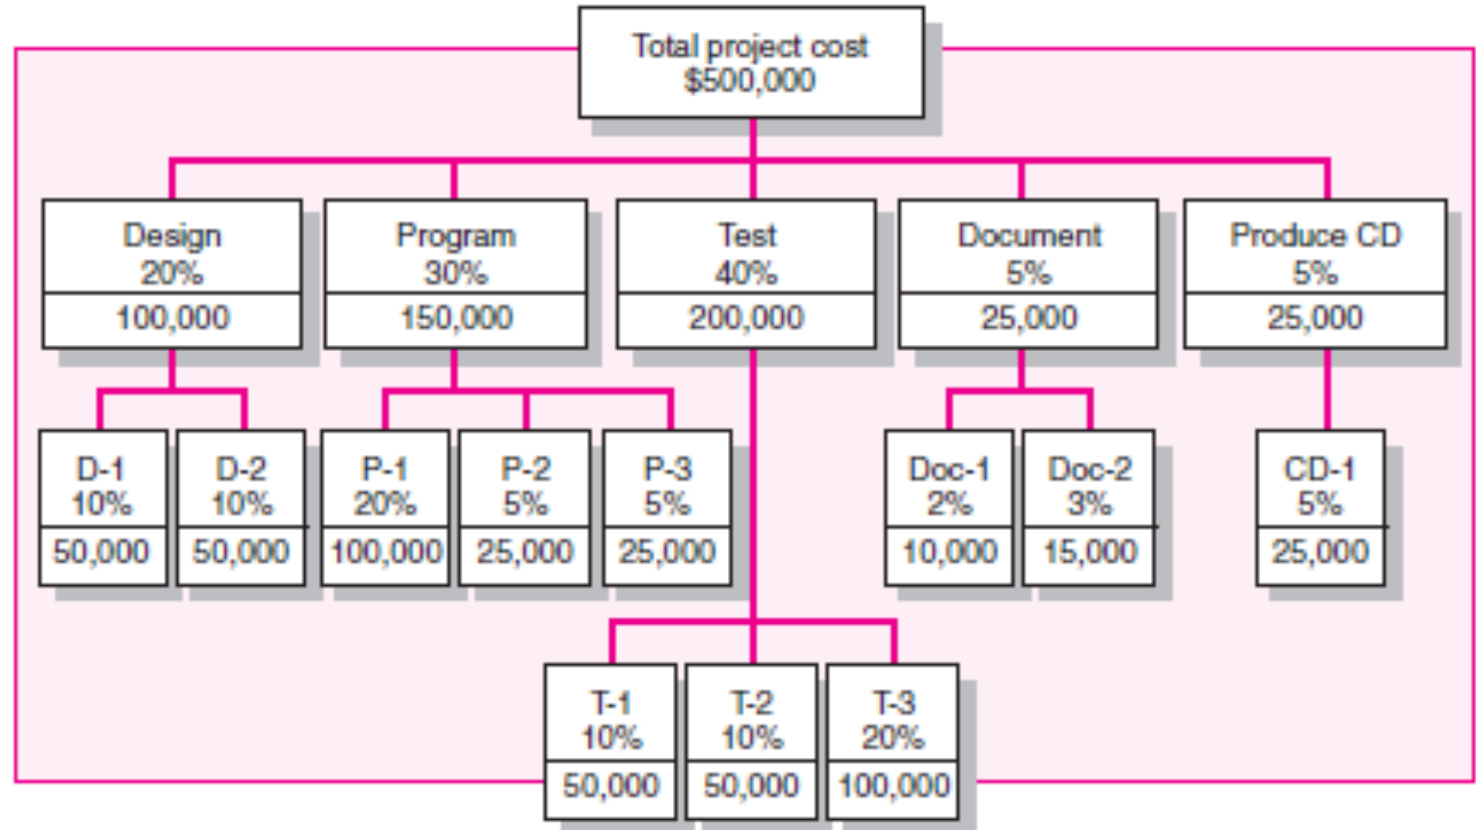 Total project cost
$500,000
Design
20%
100,000
Program
30%
150,000
Test
40%
200,000
Document
5%
25,000
Produce CD
5%
25,000
D-1
10%
50,000
D-2
10%
50,000
P-1
20%
100,000
P-2
5%
25,000
P-3
5%
25,000
Doc-1
2%
10,000
Doc-2
3%
15,000
CD-1
5%
25,000
T-1
10%
50,000
T-2
10%
50,000
T-3
20%
100,000